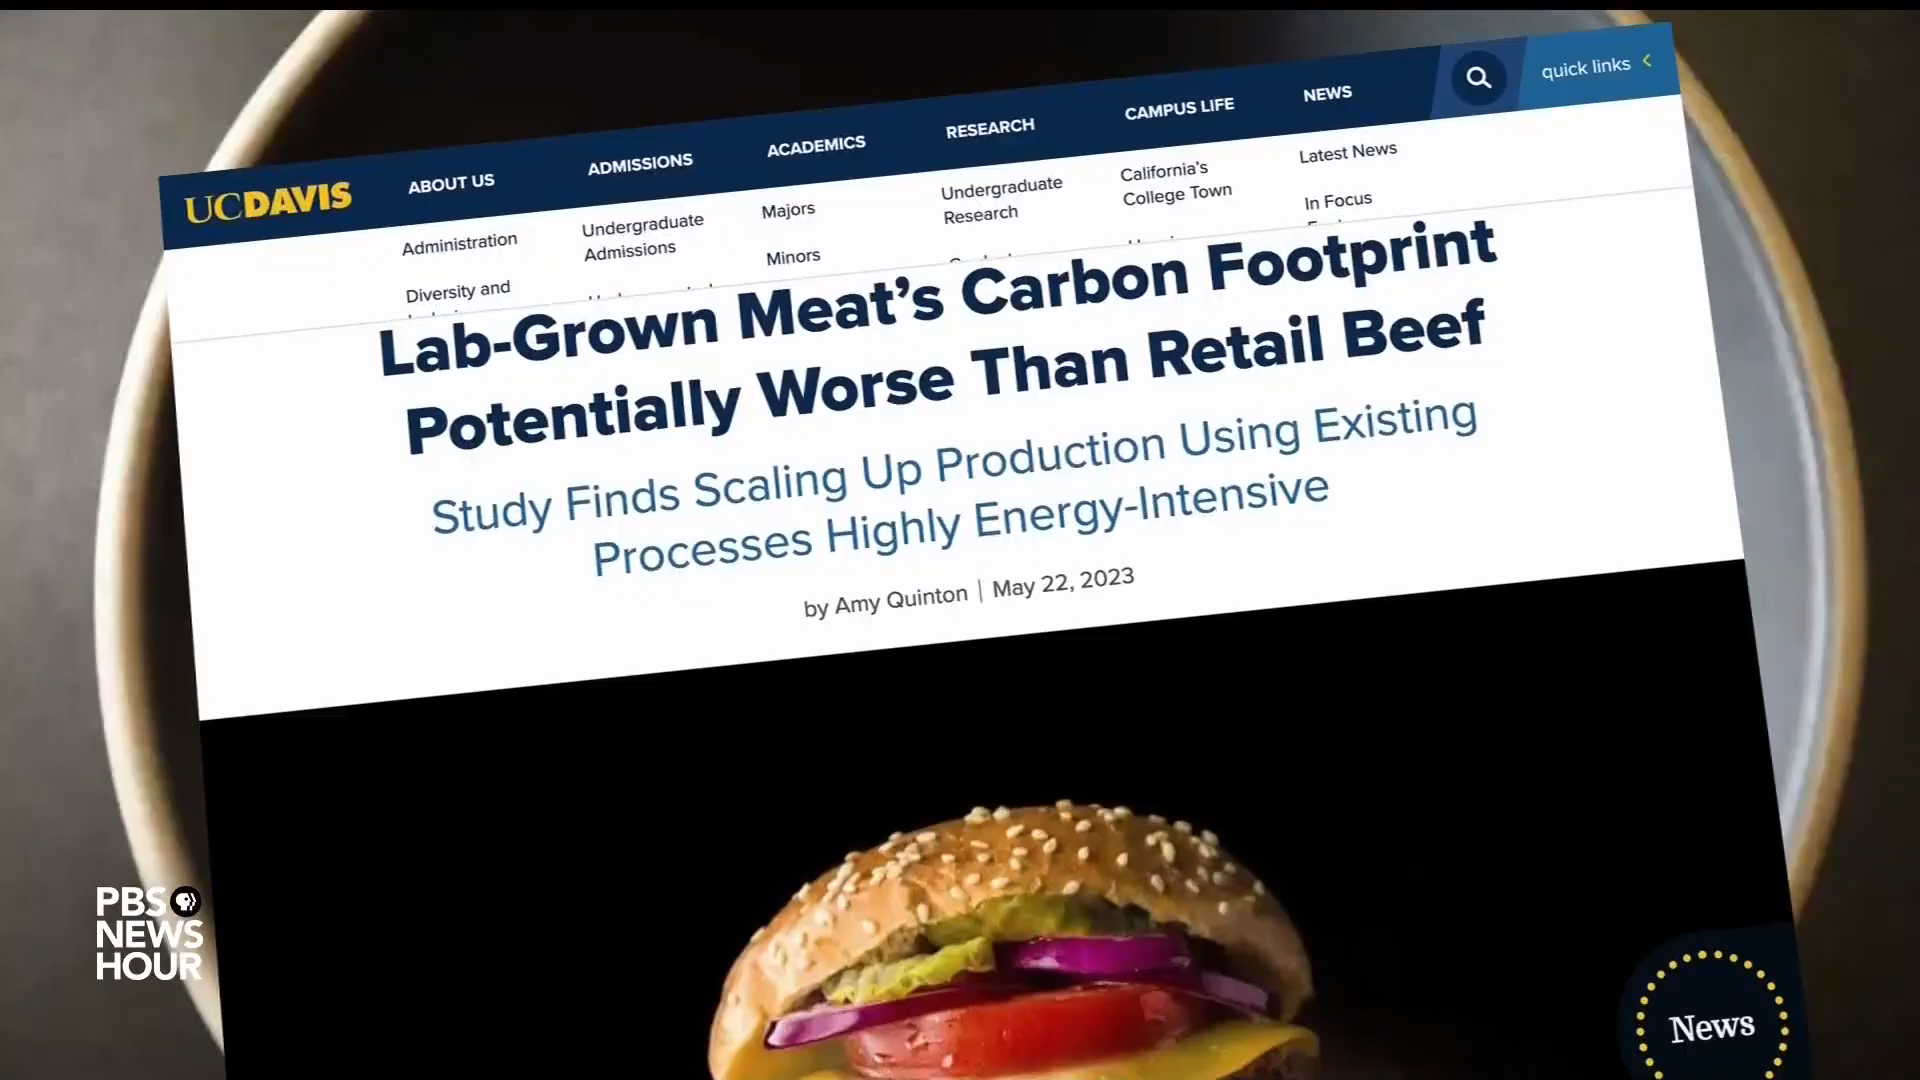 UCDAVIS
ABOUT US
ADMISSIONS
ACADEMICS
RESEARCH
CAMPUS LIFE
NEWS
quick links
Administration
Diversity and
Undergraduate
Admissions
Majors
Minors
Undergraduate
Research
California's
College Town
Latest News
In Focus
Lab-Grown Meat's Carbon Footprint
Potentially Worse Than Retail Beef
Study Finds Scaling Up Production Using Existing
Processes Highly Energy-Intensive
by Amy Quinton | May 22, 2023
PBS
NEWS
HOUR
News